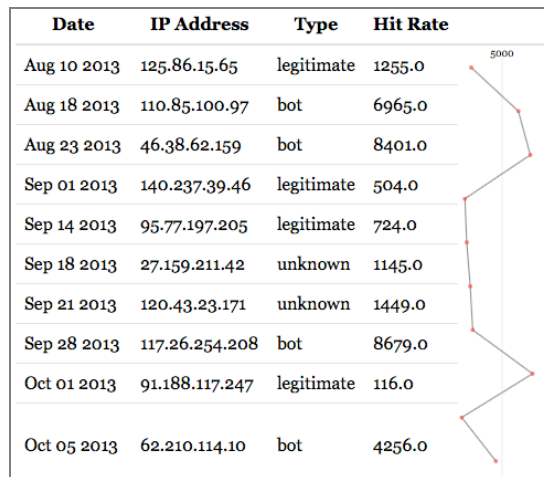 Date IP Address Type Hit Rate
5000
Aug 10 2013 125.86.15.65 legitimate 1255.0
Aug 18 2013 110.85.100.97 bot 6965.0
Aug 23 2013 46.38.62.159 bot 8401.0
Sep 01 2013 140.237.39.46 legitimate 504.0
Sep 14 2013 95.77.197.205 legitimate 724.0
Sep 18 2013 27.159.211.42 unknown 1145.0
Sep 21 2013 120.43.23.171 unknown 1449.0
Sep 28 2013 117.26.254.208 bot 8679.0
Oct 01 2013 91.188.117.247 legitimate 116.0
Oct 05 2013 62.210.114.10 bot 4256.0